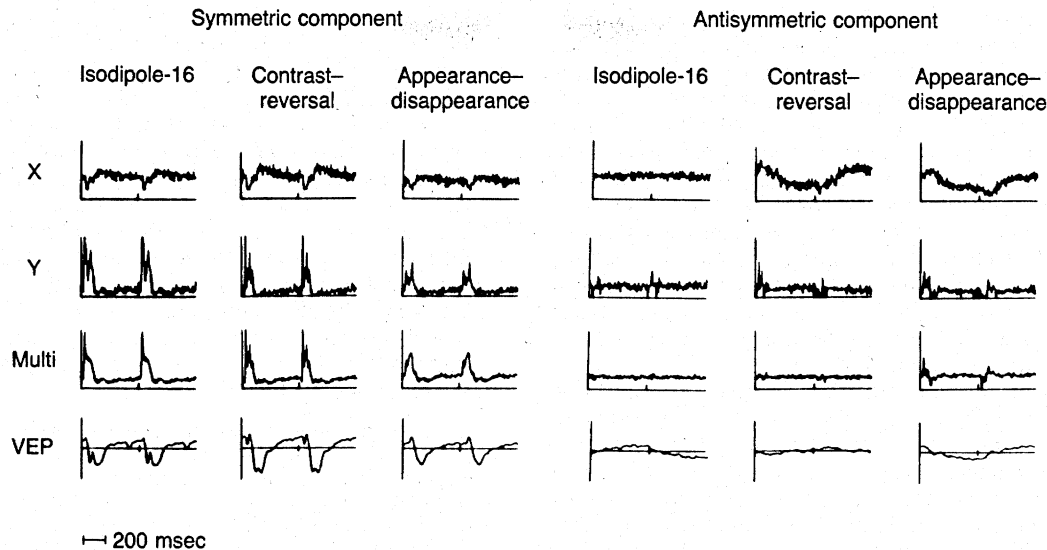 Symmetric component Antisymmetric component
Isodipole-16 Contrast–reversal Appearance–disappearance Isodipole-16 Contrast–reversal Appearance–disappearance
X
Y
Multi
VEP
200 msec